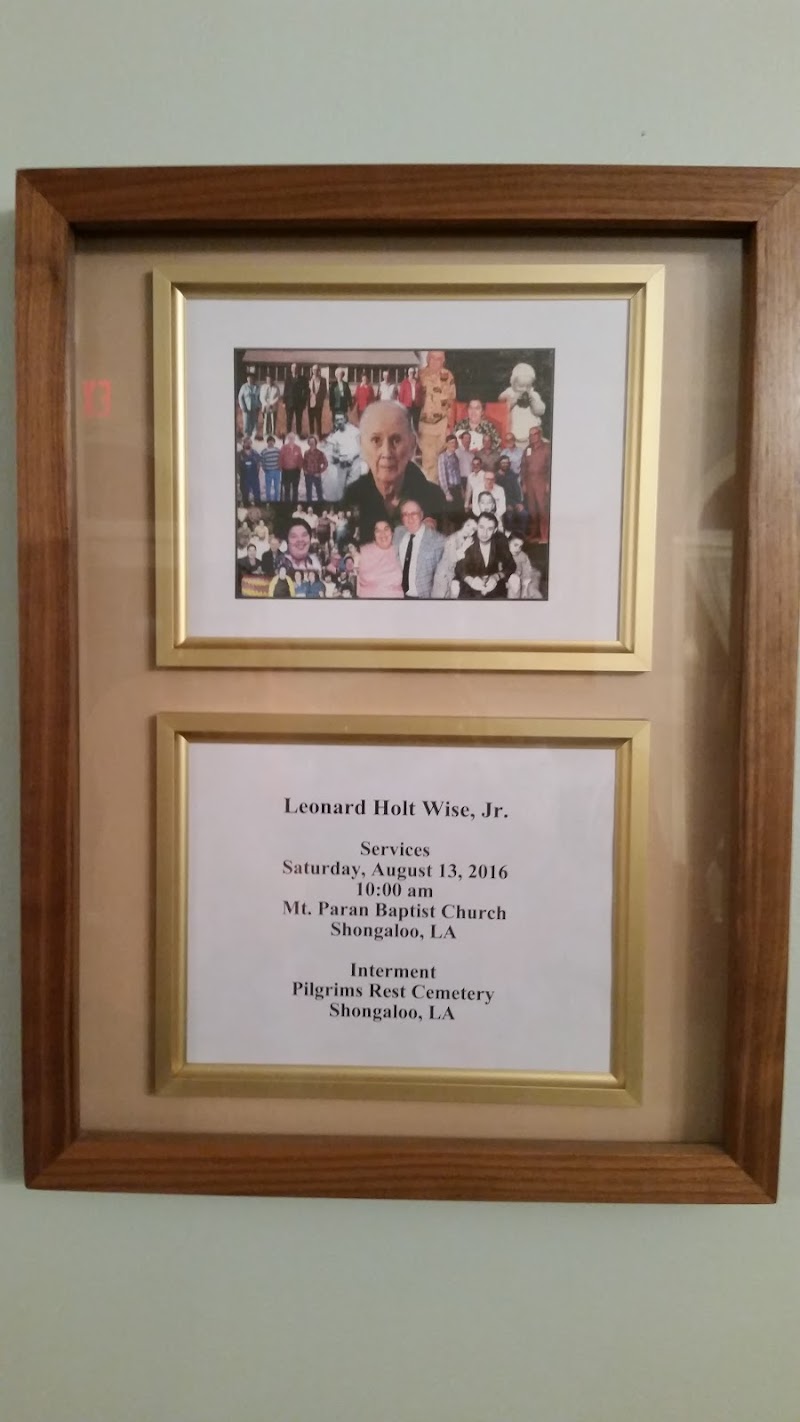 Leonard Holt Wise, Jr.
Services
Saturday, August 13, 2016
10:00 am
Mt. Paran Baptist Church
Shongaloo, LA
Interment
Pilgrims Rest Cemetery
Shongaloo, LA